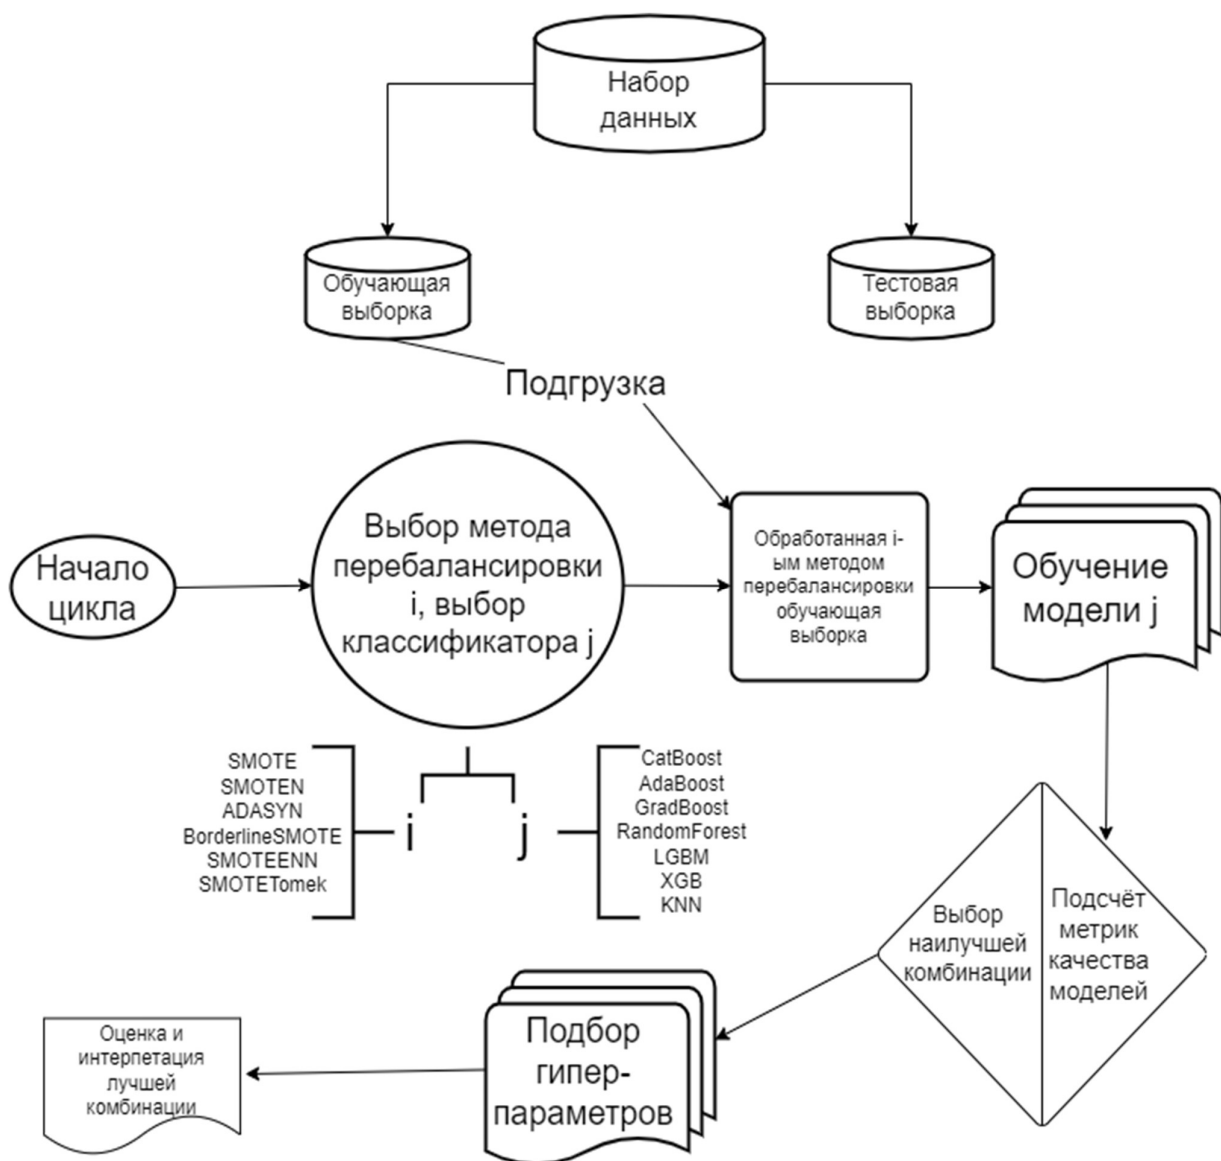 Набор
данных
Обучающая
выборка
Тестовая
выборка
Подгрузка
Начало
цикла
Выбор метода
перебалансировки
i, выбор
классификатора j
Обработанная i-
ым методом
перебалансировки
обучающая
выборка
Обучение
модели j
SMOTE
SMOTEN
ADASYN
BorderlineSMOTE
SMOTEENN
SMOTETomek
i
j
CatBoost
AdaBoost
GradBoost
RandomForest
LGBM
XGB
KNN
Подсчёт
метрик
качества
моделей
Выбор
наилучшей
комбинации
Подбор
гипер-
параметров
Оценка и
интерпетация
лучшей
комбинации